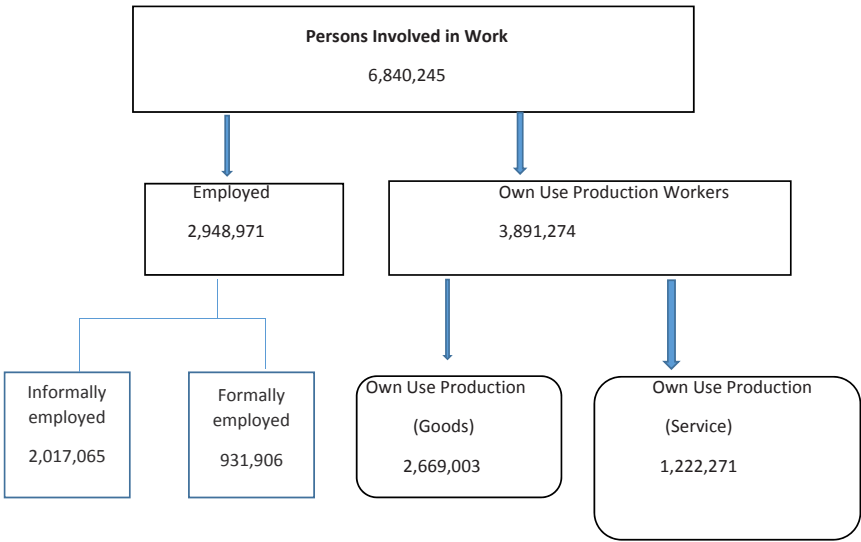 Persons Involved in Work
6,840,245
Employed
2,948,971
Own Use Production Workers
3,891,274
Informally
employed
2,017,065
Formally
employed
931,906
Own Use Production
(Goods)
2,669,003
Own Use Production
(Service)
1,222,271